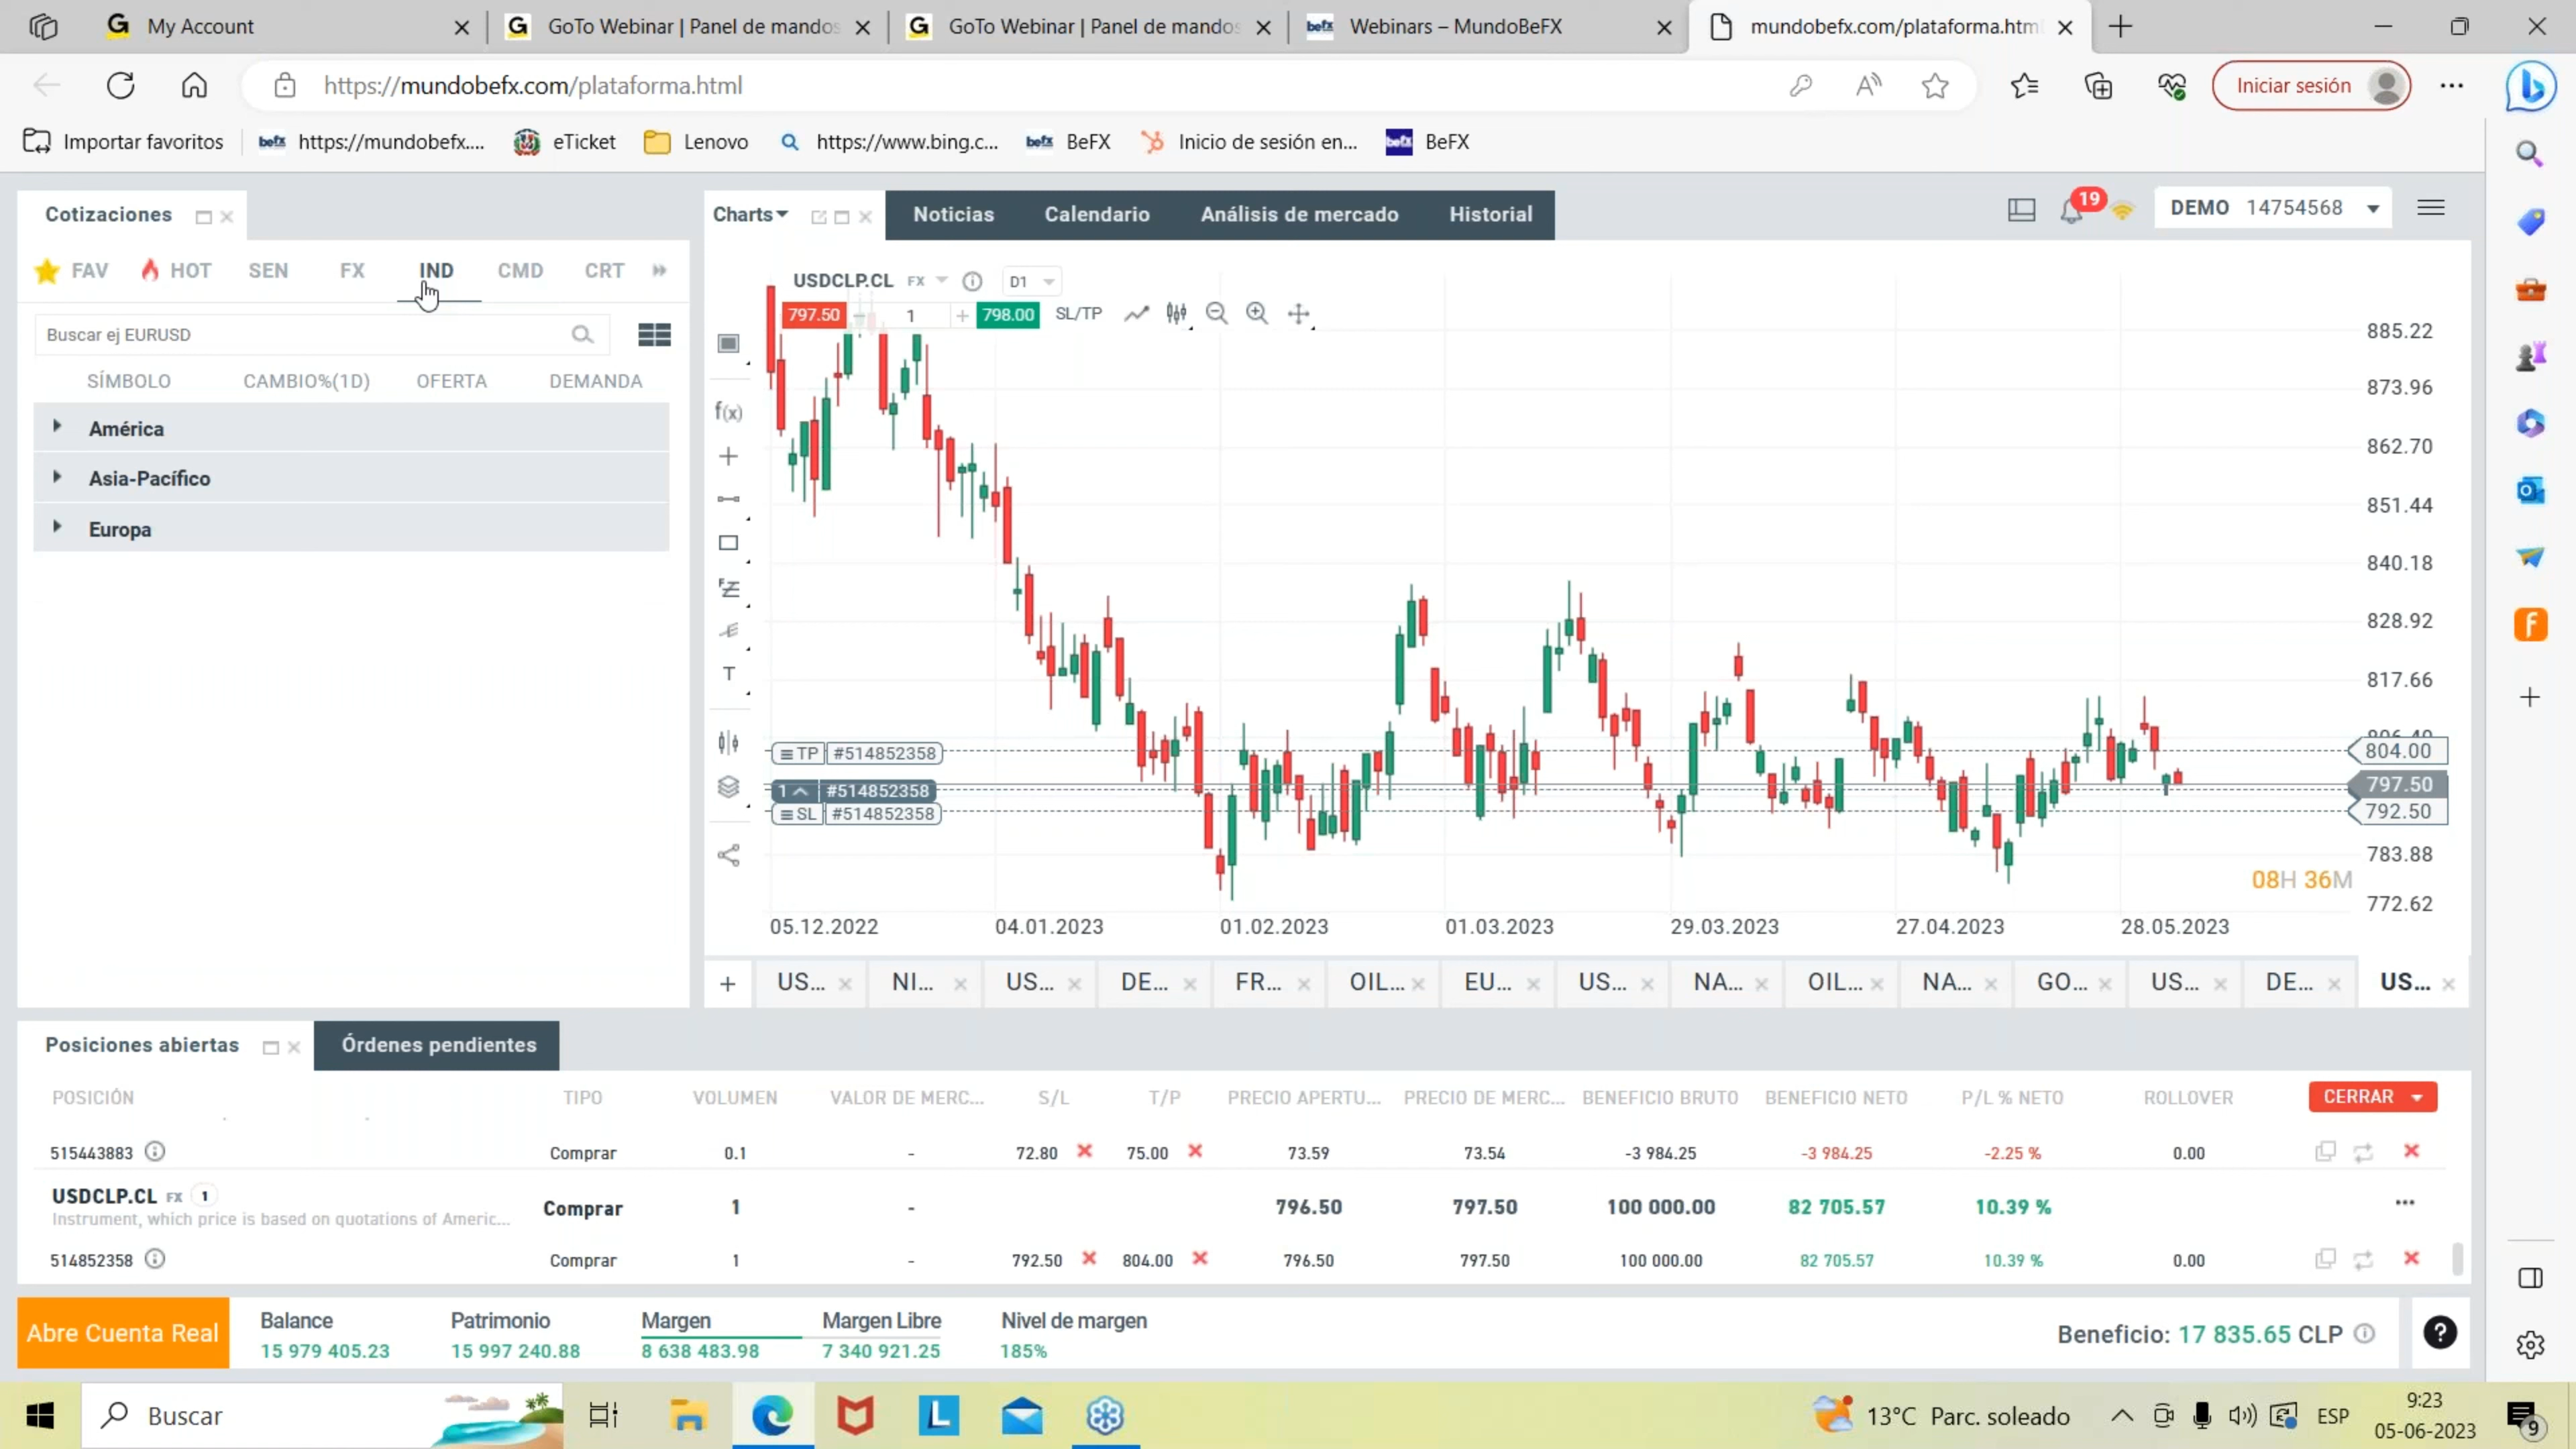 My Account
GoTo Webinar | Panel de mandos
GoTo Webinar | Panel de mandos
befx Webinars – MundoBeFX
mundobefx.com/plataforma.htm
https://mundobefx.com/plataforma.html
Iniciar sesión
Importar favoritos
befx https://mundobefx....
eTicket
Lenovo
https://www.bing.c...
befx BeFX
Inicio de sesión en...
befx BeFX
Cotizaciones
Charts
Noticias
Calendario
Análisis de mercado
Historial
19
DEMO 14754568
FAV HOT SEN FX IND CMD CRT
Buscar ej EURUSD
SÍMBOLO CAMBIO%(1D) OFERTA DEMANDA
América
Asia-Pacífico
Europa
USDCLP.CL FX D1
797.50 1 + 798.00 SL/TP
f(x)
T
885.22
873.96
862.70
851.44
840.18
828.92
817.66
804.00
797.50
792.50
783.88
772.62
TP #514852358
1 #514852358
SL #514852358
08H 36M
05.12.2022 04.01.2023 01.02.2023 01.03.2023 29.03.2023 27.04.2023 28.05.2023
+ US... NI... US... DE... FR... OIL... EU... US... NA... OIL... NA... GO... US... DE... US...
Posiciones abiertas
Órdenes pendientes
POSICIÓN TIPO VOLUMEN VALOR DE MERC... S/L T/P PRECIO APERTU... PRECIO DE MERC... BENEFICIO BRUTO BENEFICIO NETO P/L % NETO ROLLOVER CERRAR
515443883 Comprar 0.1 - 72.80 75.00 73.59 73.54 -3 984.25 -3 984.25 -2.25 % 0.00
USDCLP.CL FX 1 Comprar 1 - 796.50 797.50 100 000.00 82 705.57 10.39 %
Instrument, which price is based on quotations of Americ...
514852358 Comprar 1 - 792.50 804.00 796.50 797.50 100 000.00 82 705.57 10.39 % 0.00
Abre Cuenta Real
Balance Patrimonio Margen Margen Libre Nivel de margen
15 979 405.23 15 997 240.88 8 638 483.98 7 340 921.25 185%
Beneficio: 17 835.65 CLP
Buscar
13°C Parc. soleado
ESP
9:23
05-06-2023
9